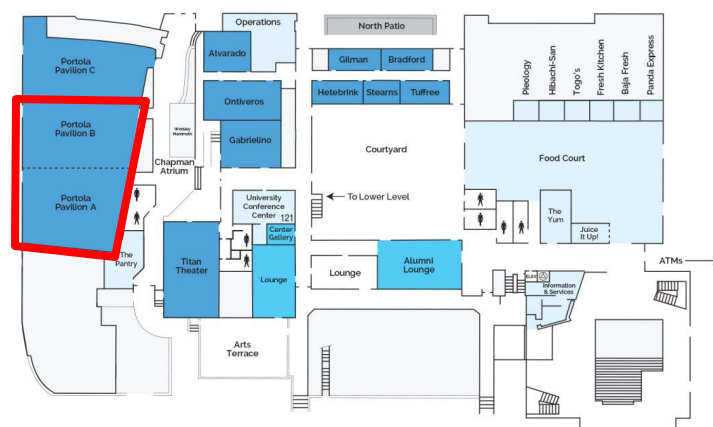 Operations
North Patio
Portola
Pavilion C
Alvarado
Gilman
Bradford
Pieology
Hibachi-San
Togo's
Fresh Kitchen
Baja Fresh
Panda Express
Hetebrink
Stearns
Tuffree
Ontiveros
Portola
Pavilion B
Gabrielino
Courtyard
Food Court
Chapman
Atrium
To Lower Level
Portola
Pavilion A
University
Conference
Center
121
Center
Gallery
The
Yum
Juice
It Up!
The
Pantry
Titan
Theater
Lounge
Lounge
Alumni
Lounge
ATMs
ELEV
Information
& Services
Arts
Terrace